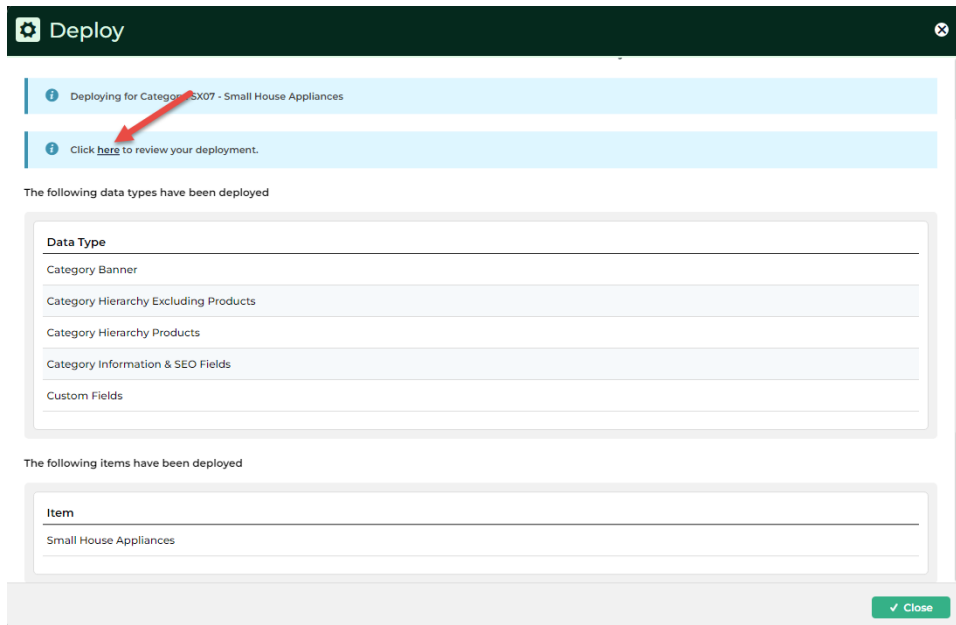 Deploy
Deploying for Category SX07 - Small House Appliances
Click here to review your deployment.
The following data types have been deployed
Data Type
Category Banner
Category Hierarchy Excluding Products
Category Hierarchy Products
Category Information & SEO Fields
Custom Fields
The following items have been deployed
Item
Small House Appliances
Close